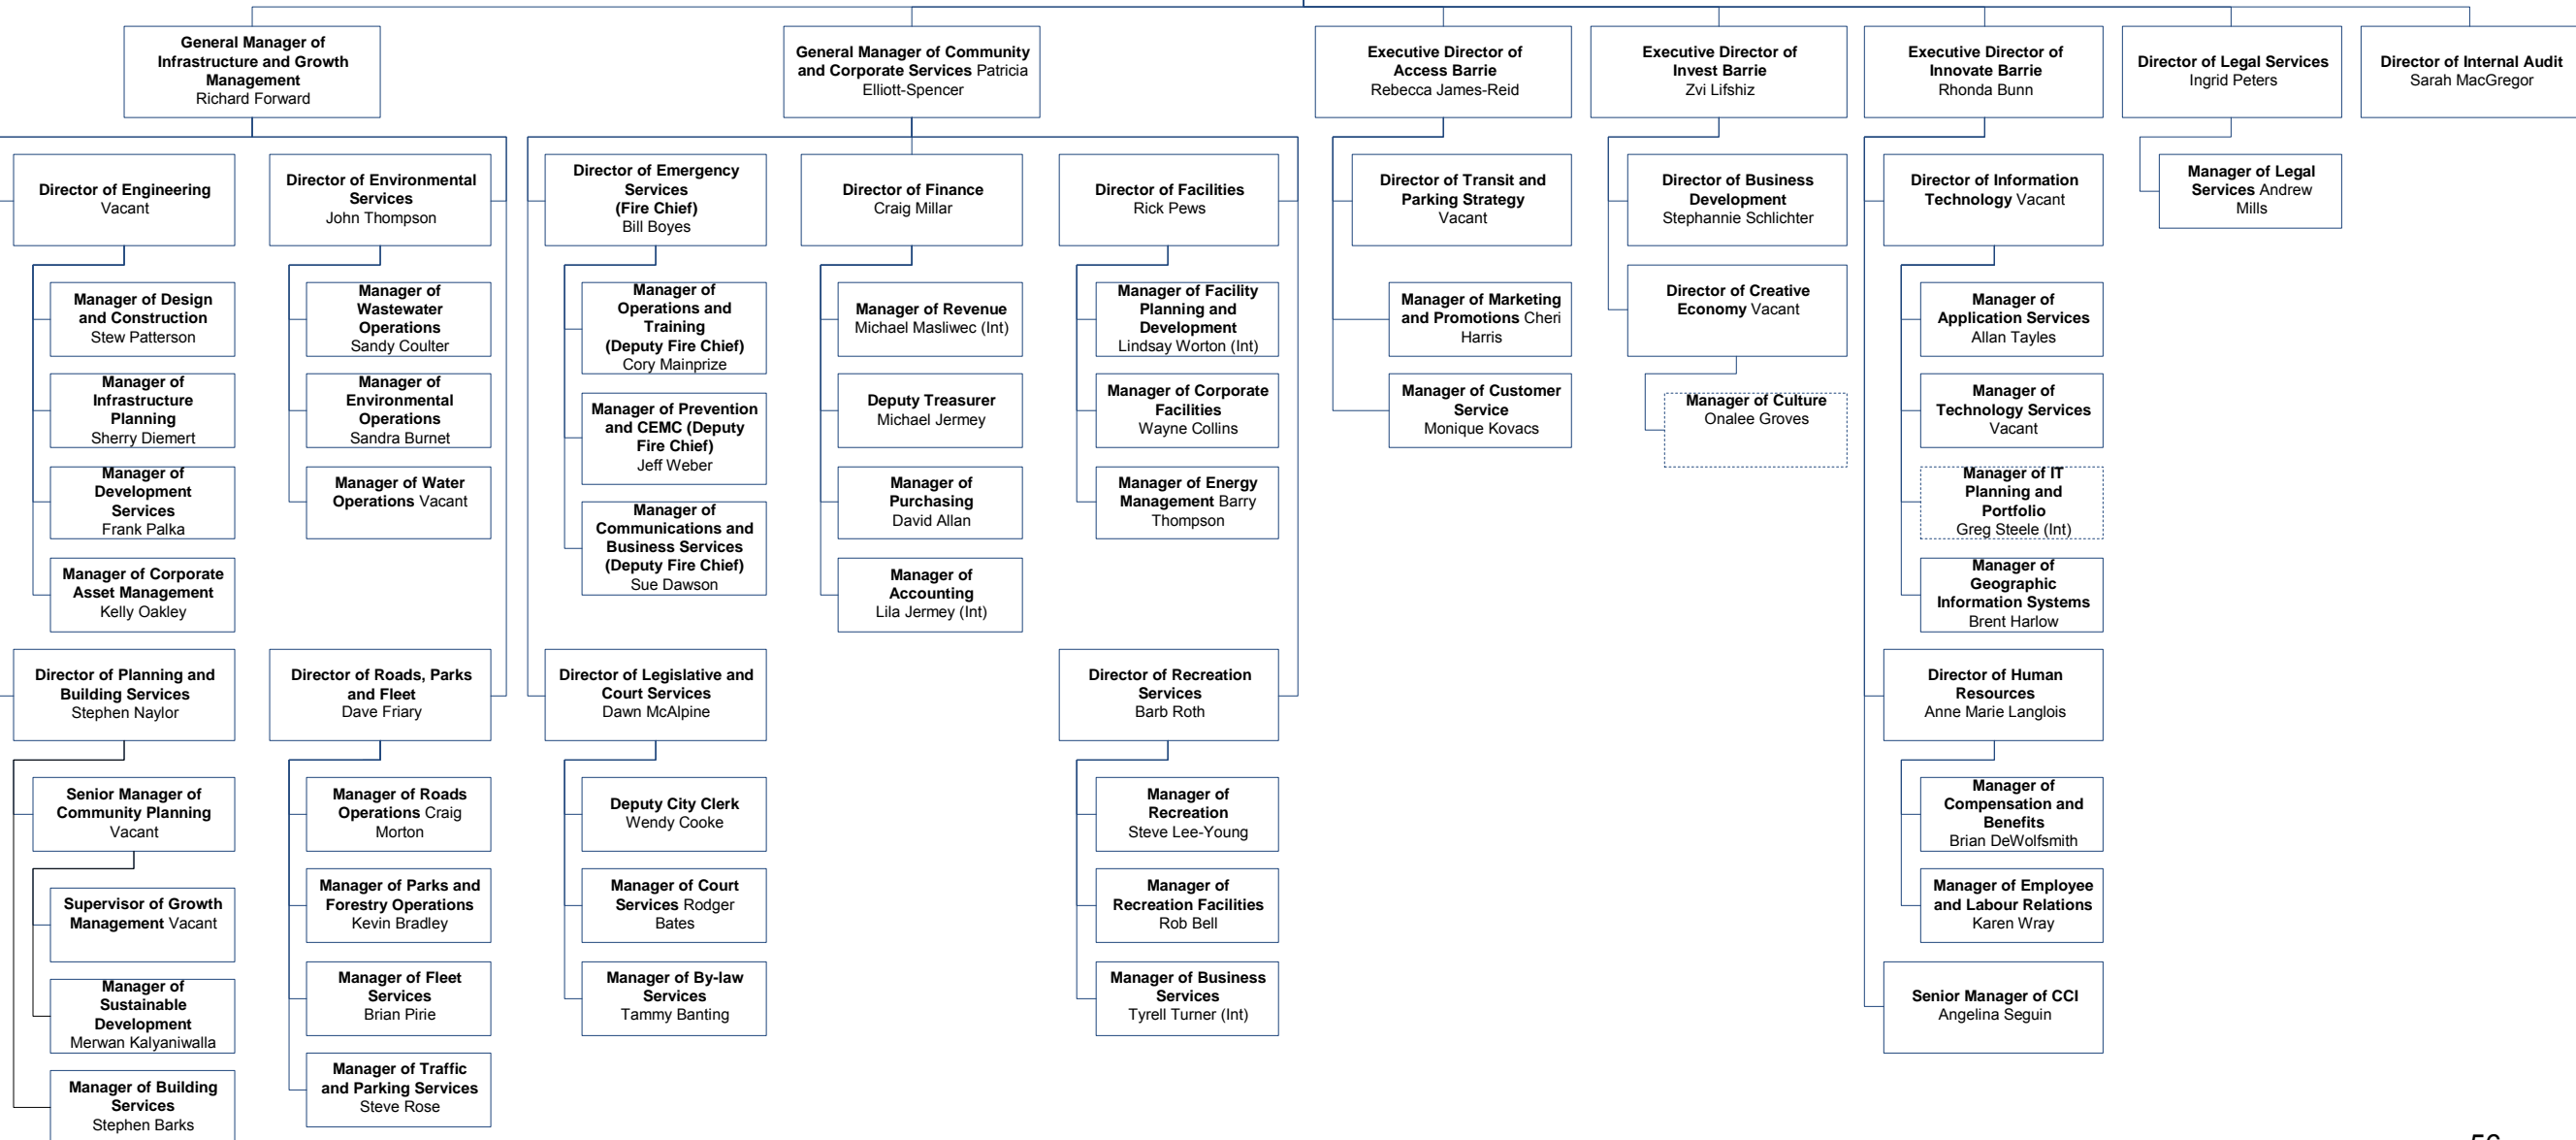 General Manager of
Infrastructure and Growth
Management
Richard Forward
General Manager of Community
and Corporate Services Patricia
Elliott-Spencer
Executive Director of
Access Barrie
Rebecca James-Reid
Executive Director of
Invest Barrie
Zvi Lifshiz
Executive Director of
Innovate Barrie
Rhonda Bunn
Director of Legal Services
Ingrid Peters
Director of Internal Audit
Sarah MacGregor
Director of Engineering
Vacant
Director of Environmental
Services
John Thompson
Director of Emergency
Services
(Fire Chief)
Bill Boyes
Director of Finance
Craig Millar
Director of Facilities
Rick Pews
Director of Transit and
Parking Strategy
Vacant
Director of Business
Development
Stephannie Schlichter
Director of Information
Technology Vacant
Manager of Legal
Services Andrew
Mills
Manager of Design
and Construction
Stew Patterson
Manager of
Infrastructure
Planning
Sherry Diemert
Manager of
Development
Services
Frank Palka
Manager of Corporate
Asset Management
Kelly Oakley
Manager of
Wastewater
Operations
Sandy Coulter
Manager of
Environmental
Operations
Sandra Burnet
Manager of Water
Operations Vacant
Manager of
Operations and
Training
(Deputy Fire Chief)
Cory Mainprize
Manager of Prevention
and CEMC (Deputy
Fire Chief)
Jeff Weber
Manager of
Communications and
Business Services
(Deputy Fire Chief)
Sue Dawson
Manager of Revenue
Michael Masliwec (Int)
Deputy Treasurer
Michael Jermey
Manager of
Purchasing
David Allan
Manager of
Accounting
Lila Jermey (Int)
Manager of Facility
Planning and
Development
Lindsay Worton (Int)
Manager of Corporate
Facilities
Wayne Collins
Manager of Energy
Management Barry
Thompson
Manager of Marketing
and Promotions Cheri
Harris
Manager of Customer
Service
Monique Kovacs
Director of Creative
Economy Vacant
Manager of Culture
Onalee Groves
Manager of
Application Services
Allan Tayles
Manager of
Technology Services
Vacant
Manager of IT
Planning and
Portfolio
Greg Steele (Int)
Manager of
Geographic
Information Systems
Brent Harlow
Director of Planning and
Building Services
Stephen Naylor
Director of Roads, Parks
and Fleet
Dave Friary
Director of Legislative and
Court Services
Dawn McAlpine
Director of Recreation
Services
Barb Roth
Director of Human
Resources
Anne Marie Langlois
Senior Manager of
Community Planning
Vacant
Supervisor of Growth
Management Vacant
Manager of
Sustainable
Development
Merwan Kalyaniwalla
Manager of Building
Services
Stephen Barks
Manager of Roads
Operations Craig
Morton
Manager of Parks and
Forestry Operations
Kevin Bradley
Manager of Fleet
Services
Brian Pirie
Manager of Traffic
and Parking Services
Steve Rose
Deputy City Clerk
Wendy Cooke
Manager of Court
Services Rodger
Bates
Manager of By-law
Services
Tammy Banting
Manager of
Recreation
Steve Lee-Young
Manager of
Recreation Facilities
Rob Bell
Manager of Business
Services
Tyrell Turner (Int)
Manager of
Compensation and
Benefits
Brian DeWolfsmith
Manager of Employee
and Labour Relations
Karen Wray
Senior Manager of CCI
Angelina Seguin